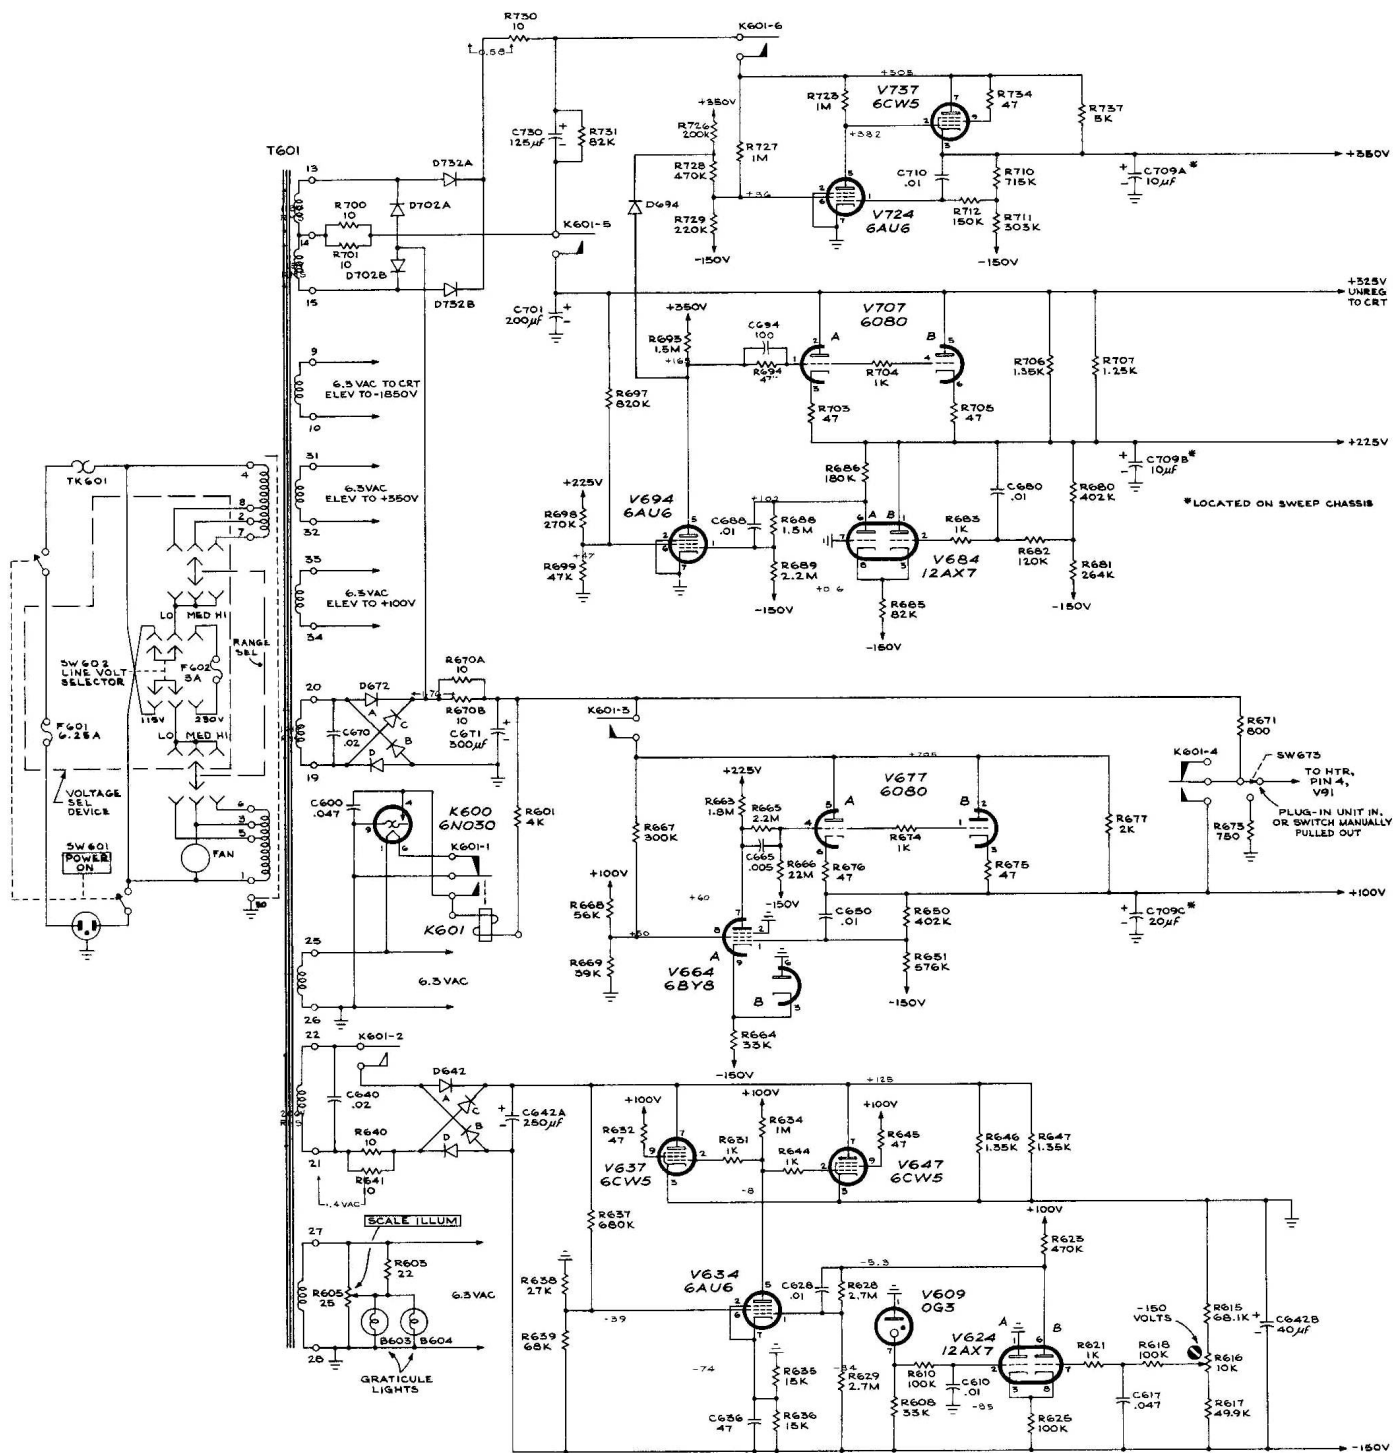 R730
10
.58
K601-6
T601
13
14
15
R700
10
R701
10
D732A
D702A
D702B
D732B
C730
125µf
R731
82K
K601-5
C701
200µf
+350V
R726
200K
R728
470K
R729
220K
-150V
R727
1M
+36
D694
R723
1M
+382
+505
V737
6CW5
R734
47
R737
5K
+350V
C709A*
10µf
V724
6AU6
C710
.01
R710
715K
R712
150K
R711
303K
-150V
+325V
UNREG
TO CRT
+350V
R693
1.5M
C694
100
R694
V707
6080
A
B
R704
1K
R703
47
R705
47
R706
1.35K
R707
1.25K
+225V
C709B*
10µf
*LOCATED ON SWEEP CHASSIS
9
6.3 VAC TO CRT
ELEV TO -1850V
10
31
6.3VAC
ELEV TO +350V
32
33
6.3VAC
ELEV TO +100V
34
R697
820K
+225V
R698
270K
+47
R699
47K
V694
6AU6
+102
C688
.01
R688
1.5M
R689
2.2M
-150V
R686
180K
A
B
V684
12AX7
R685
82K
-150V
R683
1K
C680
.01
R682
120K
R680
402K
R681
264K
-150V
TK601
4
8
2
7
LO MED HI
RANGE
SEL
SW602
LINE VOLT
SELECTOR
F602
3A
115V
230V
LO MED HI
F601
6.25A
VOLTAGE
SEL
DEVICE
6
3
5
1
FAN
SW601
POWER
ON
20
19
D672
A
B
C
D
C670
.02
R670A
10
R670B
10
C671
300µf
R601
4K
C600
.047
K600
6N030
K601-1
K601
25
6.3 VAC
26
K601-3
R667
300K
+225V
R663
1.8M
R665
2.2M
C665
.005
R666
22M
-150V
V677
6080
A
B
R674
1K
R676
47
R675
47
R677
2K
R671
800
K601-4
SW673
TO HTR,
PIN 4,
V91
R673
750
PLUG-IN UNIT IN,
OR SWITCH MANUALLY
PULLED OUT
+100V
C709C*
20µf
+100V
R668
56K
+50
R669
39K
+60
V664
6BY8
A
B
C650
.01
R650
402K
R651
576K
-150V
R664
33K
-150V
22
21
K601-2
C640
.02
R640
10
R641
10
1.4VAC
D642
A
B
C
D
C642A
250µf
+100V
R632
47
V637
6CW5
R631
1K
+100V
R634
1M
R644
1K
-8
+125
+100V
R645
47
V647
6CW5
R646
1.35K
R647
1.35K
R637
680K
27
SCALE ILLUM
R603
22
R605
25
6.3VAC
B603
B604
28
GRATICULE
LIGHTS
R638
27K
-39
R639
68K
V634
6AU6
-74
C628
.01
R628
2.7M
R629
2.7M
-5.3
R635
15K
C636
47
R636
15K
+100V
R623
470K
V609
OG3
R610
100K
R608
33K
C610
.01
-85
V624
12AX7
A
B
R625
100K
R621
1K
R618
100K
C617
.047
-150
VOLTS
R615
68.1K
R616
10K
R617
49.9K
C642B
40µf
-150V